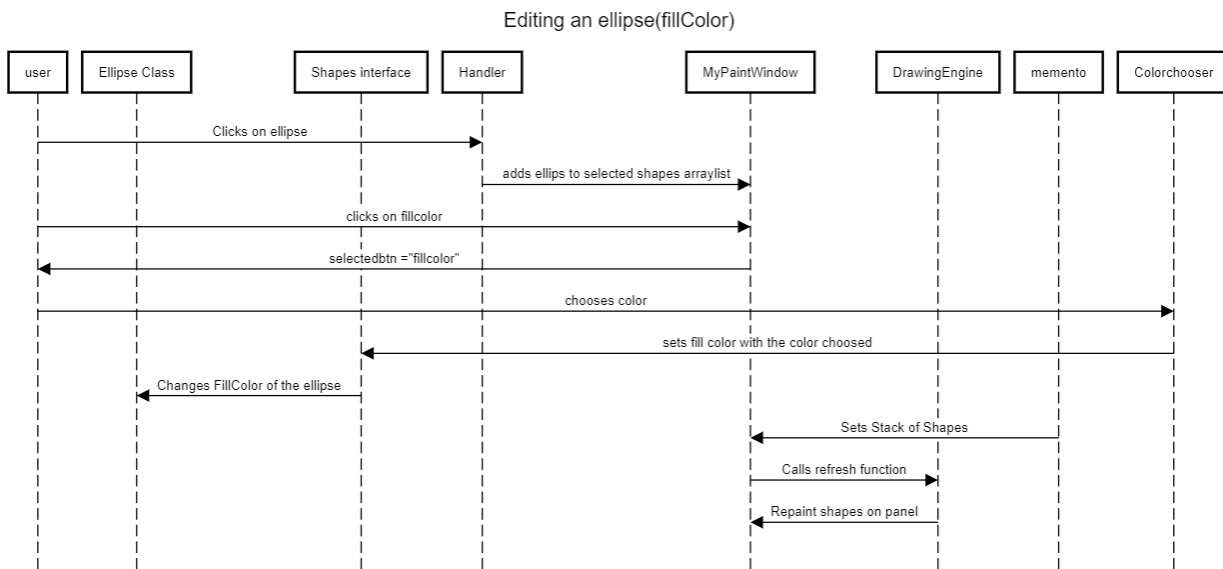 Editing an ellipse(fillColor)
user
Ellipse Class
Shapes interface
Handler
MyPaintWindow
DrawingEngine
memento
Colorchooser
Clicks on ellipse
adds ellips to selected shapes arraylist
clicks on fillcolor
selectedbtn ="fillcolor"
chooses color
sets fill color with the color choosed
Changes FillColor of the ellipse
Sets Stack of Shapes
Calls refresh function
Repaint shapes on panel